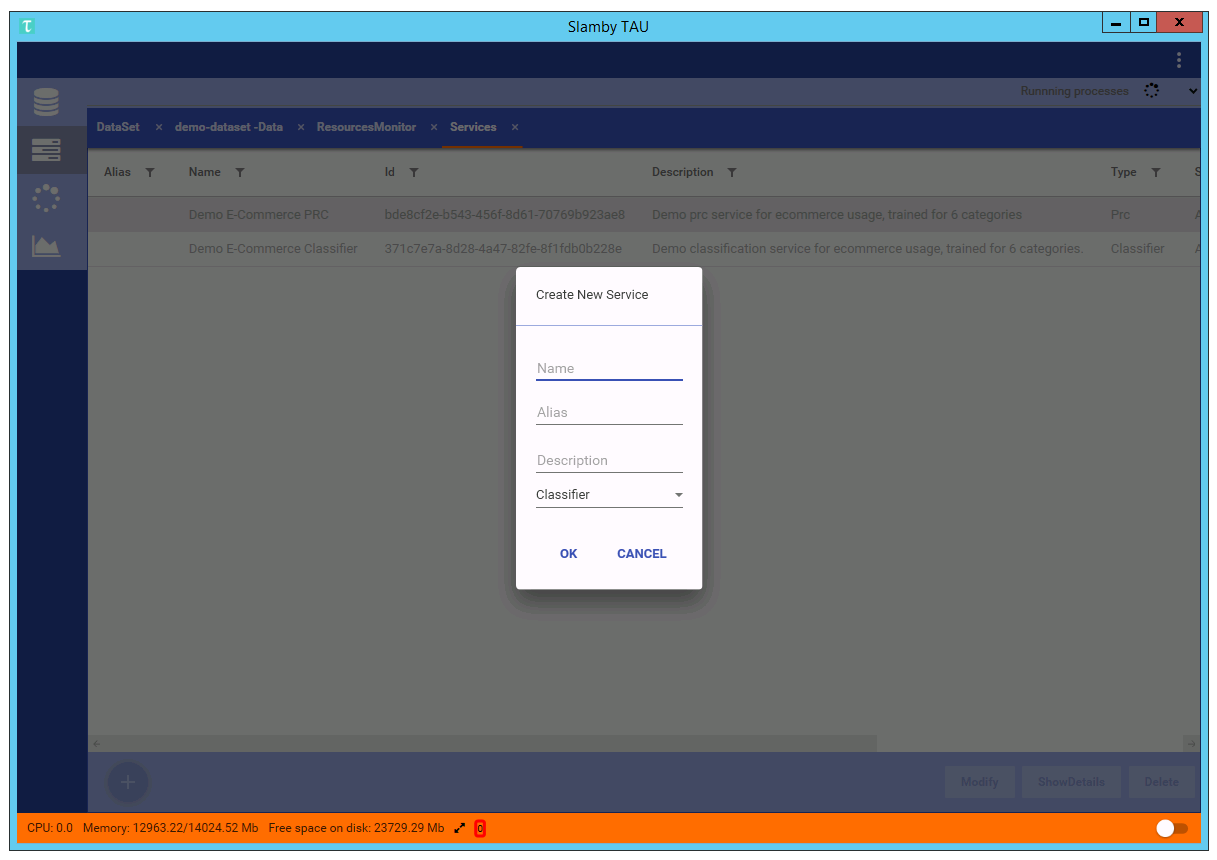 τ Slamby TAU X
Runnning processes
DataSet × demo-dataset -Data × ResourcesMonitor × Services ×
Alias Name Id Description Type S
Demo E-Commerce PRC bde8cf2e-b543-456f-8d61-70769b923ae8 Demo prc service for ecommerce usage, trained for 6 categories Prc A
Demo E-Commerce Classifier 371c7e7a-8d28-4a47-82fe-8f1fdb0b228e Demo classification service for ecommerce usage, trained for 6 categories. Classifier A
Create New Service
Name
Alias
Description
Classifier
OK CANCEL
+ Modify ShowDetails Delete
CPU: 0.0 Memory: 12963.22/14024.52 Mb Free space on disk: 23729.29 Mb 0